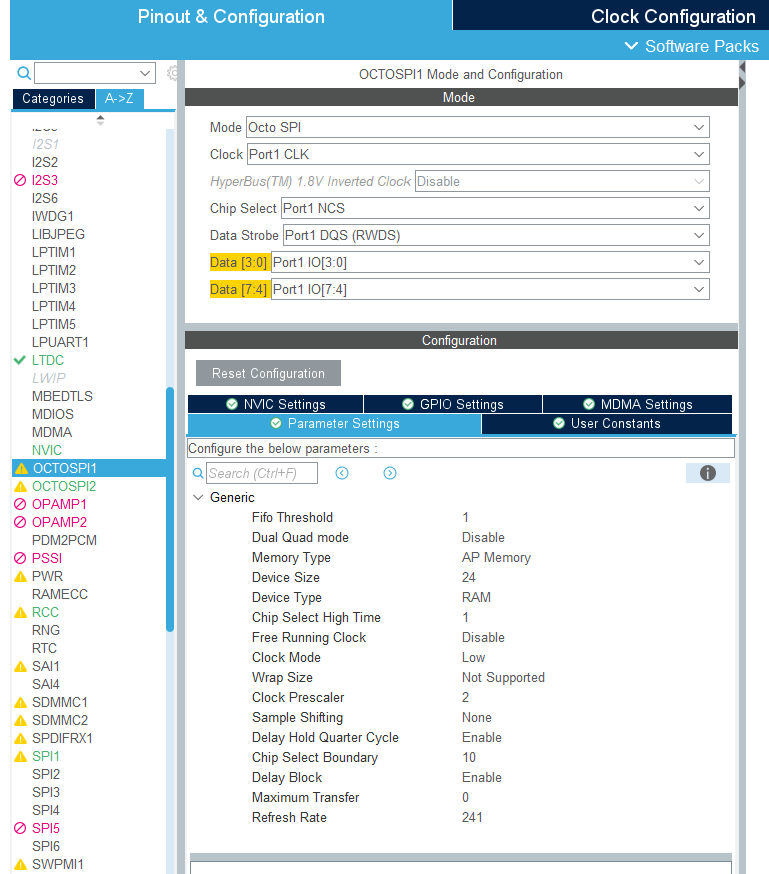 Pinout & Configuration
Clock Configuration
Software Packs
OCTOSPI1 Mode and Configuration
Categories
A->Z
Mode
I2S1
I2S2
I2S3
I2S6
IWDG1
LIBJPEG
LPTIM1
LPTIM2
LPTIM3
LPTIM4
LPTIM5
LPUART1
LTDC
LWIP
MBEDTLS
MDIOS
MDMA
NVIC
OCTOSPI1
OCTOSPI2
OPAMP1
OPAMP2
PDM2PCM
PSSI
PWR
RAMECC
RCC
RNG
RTC
SAI1
SAI4
SDMMC1
SDMMC2
SPDIFRX1
SPI1
SPI2
SPI3
SPI4
SPI5
SPI6
SWPMI1
Mode Octo SPI
Clock Port1 CLK
HyperBus(TM) 1.8V Inverted Clock Disable
Chip Select Port1 NCS
Data Strobe Port1 DQS (RWDS)
Data [3:0] Port1 IO[3:0]
Data [7:4] Port1 IO[7:4]
Configuration
Reset Configuration
NVIC Settings
GPIO Settings
MDMA Settings
Parameter Settings
User Constants
Configure the below parameters :
Search (Ctrl+F)
Generic
Fifo Threshold 1
Dual Quad mode Disable
Memory Type AP Memory
Device Size 24
Device Type RAM
Chip Select High Time 1
Free Running Clock Disable
Clock Mode Low
Wrap Size Not Supported
Clock Prescaler 2
Sample Shifting None
Delay Hold Quarter Cycle Enable
Chip Select Boundary 10
Delay Block Enable
Maximum Transfer 0
Refresh Rate 241